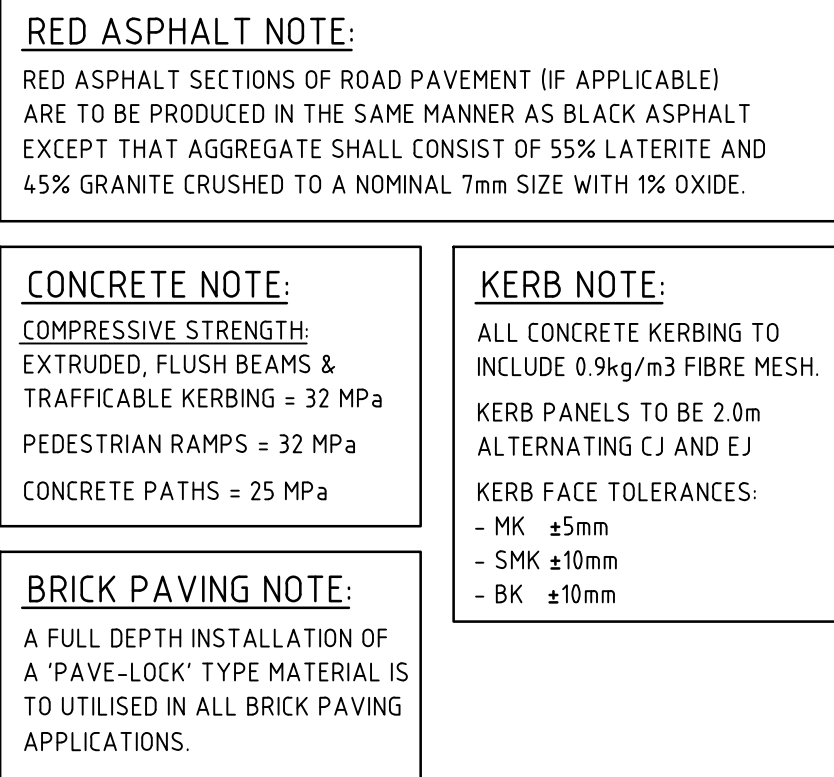 RED ASPHALT NOTE:
RED ASPHALT SECTIONS OF ROAD PAVEMENT (IF APPLICABLE)
ARE TO BE PRODUCED IN THE SAME MANNER AS BLACK ASPHALT
EXCEPT THAT AGGREGATE SHALL CONSIST OF 55% LATERITE AND
45% GRANITE CRUSHED TO A NOMINAL 7mm SIZE WITH 1% OXIDE.
CONCRETE NOTE:
COMPRESSIVE STRENGTH:
EXTRUDED, FLUSH BEAMS &
TRAFFICABLE KERBING = 32 MPa
PEDESTRIAN RAMPS = 32 MPa
CONCRETE PATHS = 25 MPa
KERB NOTE:
ALL CONCRETE KERBING TO
INCLUDE 0.9kg/m3 FIBRE MESH.
KERB PANELS TO BE 2.0m
ALTERNATING CJ AND EJ
KERB FACE TOLERANCES:
- MK ±5mm
- SMK ±10mm
- BK ±10mm
BRICK PAVING NOTE:
A FULL DEPTH INSTALLATION OF
A 'PAVE-LOCK' TYPE MATERIAL IS
TO UTILISED IN ALL BRICK PAVING
APPLICATIONS.